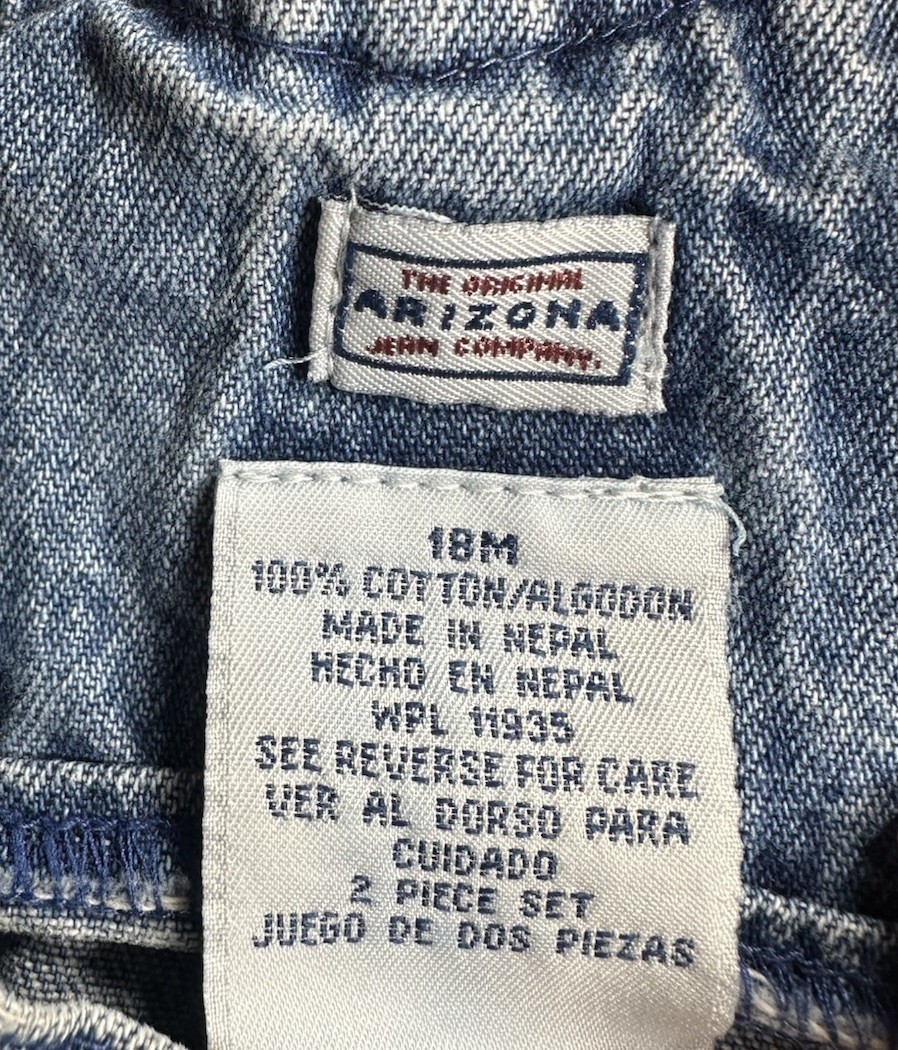 THE ORIGINAL
ARIZONA
JEAN COMPANY.
18M
100% COTTON/ALGODON
MADE IN NEPAL
HECHO EN NEPAL
WPL 11935
SEE REVERSE FOR CARE
VER AL DORSO PARA
CUIDADO
2 PIECE SET
JUEGO DE DOS PIEZAS